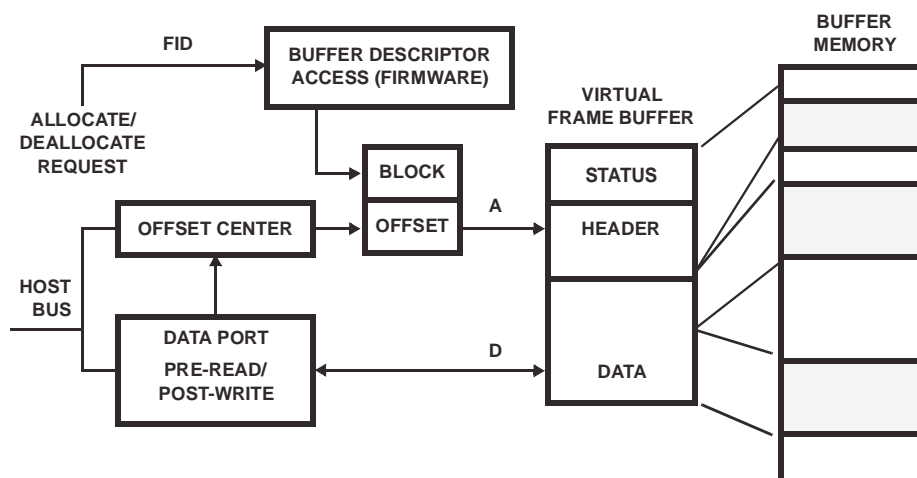 BUFFER
MEMORY
FID
BUFFER DESCRIPTOR
ACCESS (FIRMWARE)
VIRTUAL
FRAME BUFFER
ALLOCATE/
DEALLOCATE
REQUEST
BLOCK
STATUS
OFFSET CENTER
OFFSET
A
HEADER
HOST
BUS
DATA PORT
PRE-READ/
POST-WRITE
D
DATA